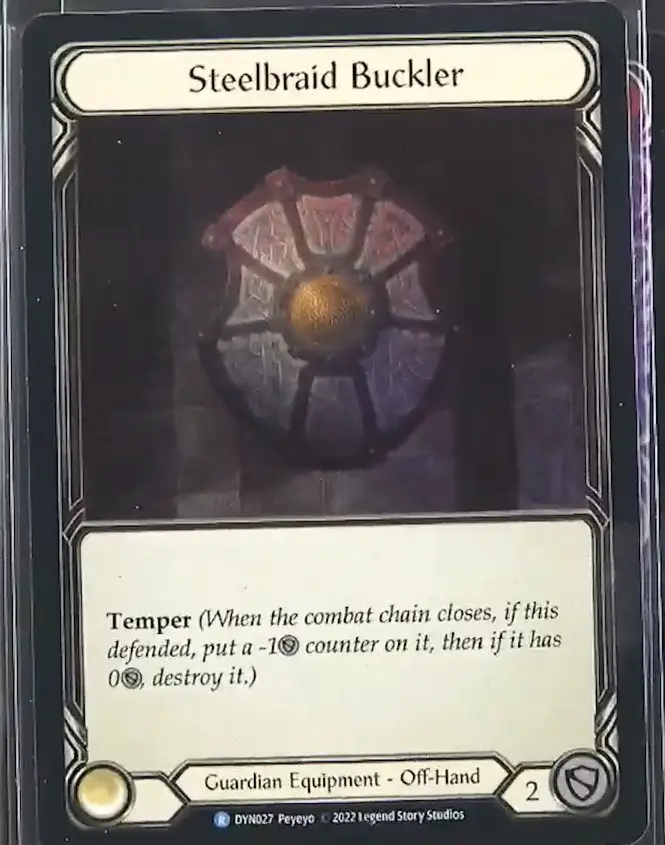 Steelbraid Buckler
Temper (When the combat chain closes, if this
defended, put a -1 counter on it, then if it has
0, destroy it.)
Guardian Equipment - Off-Hand
2
R DYN027 Peyeyo © 2022 Legend Story Studios